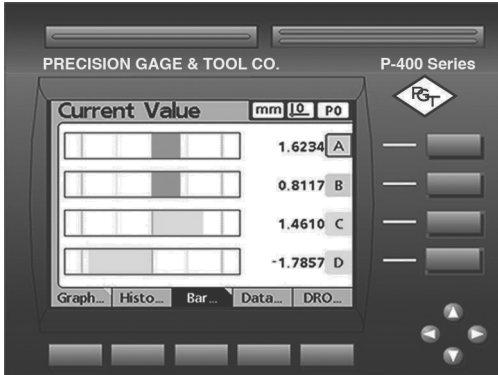 PRECISION GAGE & TOOL CO. P-400 Series
PGT
Current Value mm 10 P0
1.6234 A
0.8117 B
1.4610 C
-1.7857 D
Graph... Histo... Bar... Data... DRO...